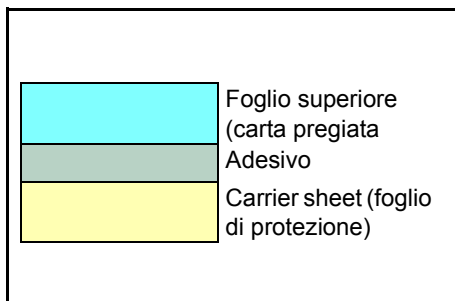 Foglio superiore
(carta pregiata
Adesivo
Carrier sheet (foglio
di protezione)